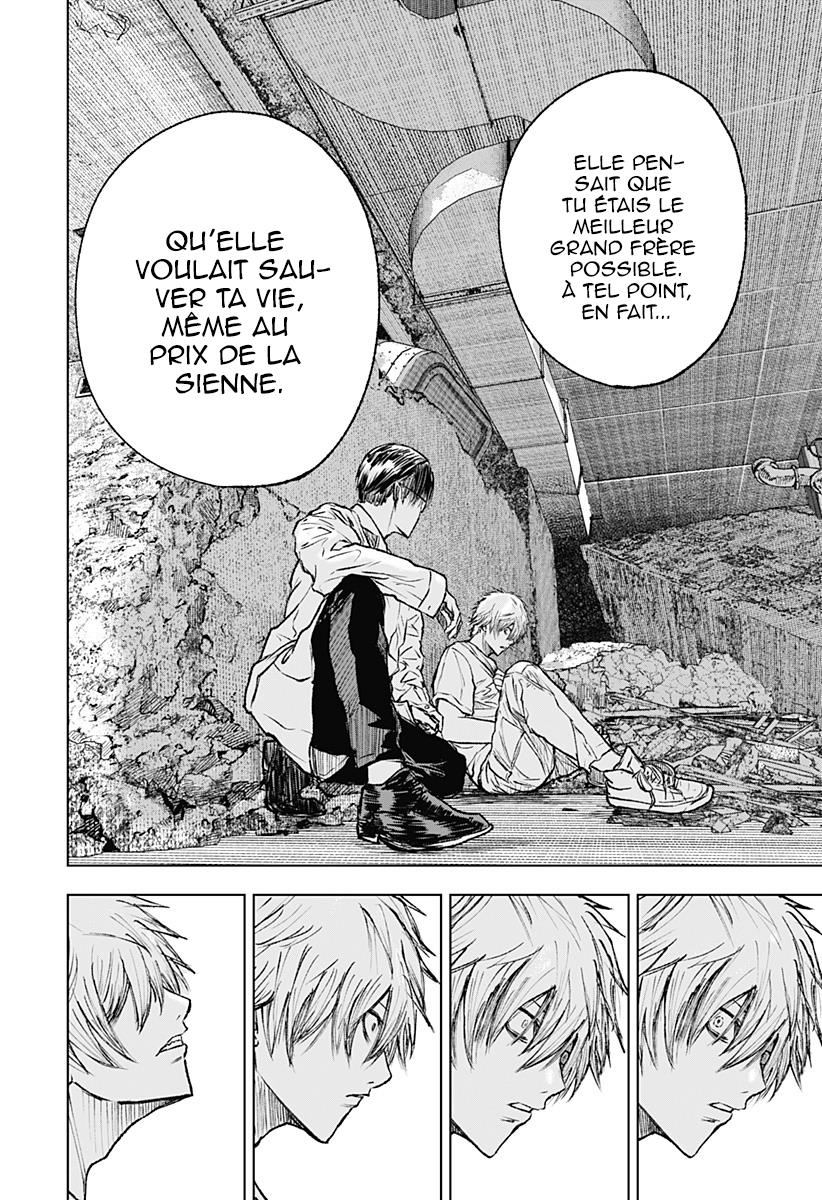 ELLE PEN-
SAIT QUE
TU ÉTAIS LE
MEILLEUR
GRAND FRÈRE
POSSIBLE.
À TEL POINT,
EN FAIT...
QU'ELLE
VOULAIT SAU-
VER TA VIE,
MÊME AU
PRIX DE LA
SIENNE.